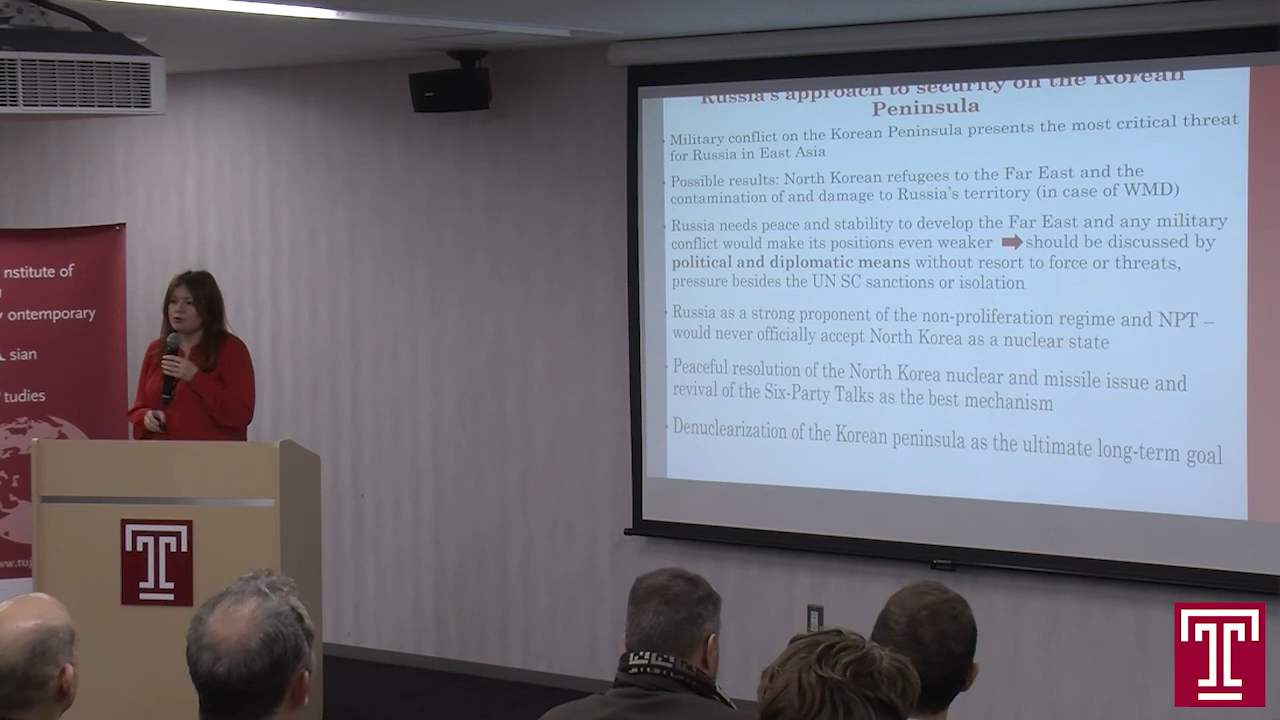 Russia's approach to security on the Korean
Peninsula
Military conflict on the Korean Peninsula presents the most critical threat
for Russia in East Asia
Possible results: North Korean refugees to the Far East and the
contamination of and damage to Russia's territory (in case of WMD)
Russia needs peace and stability to develop the Far East and any military
conflict would make its positions even weaker ➡ should be discussed by
political and diplomatic means without resort to force or threats,
pressure besides the UN SC sanctions or isolation
Russia as a strong proponent of the non-proliferation regime and NPT –
would never officially accept North Korea as a nuclear state
Peaceful resolution of the North Korea nuclear and missile issue and
revival of the Six-Party Talks as the best mechanism
Denuclearization of the Korean peninsula as the ultimate long-term goal
nstitute of
ontemporary
sian
tudies
T
T